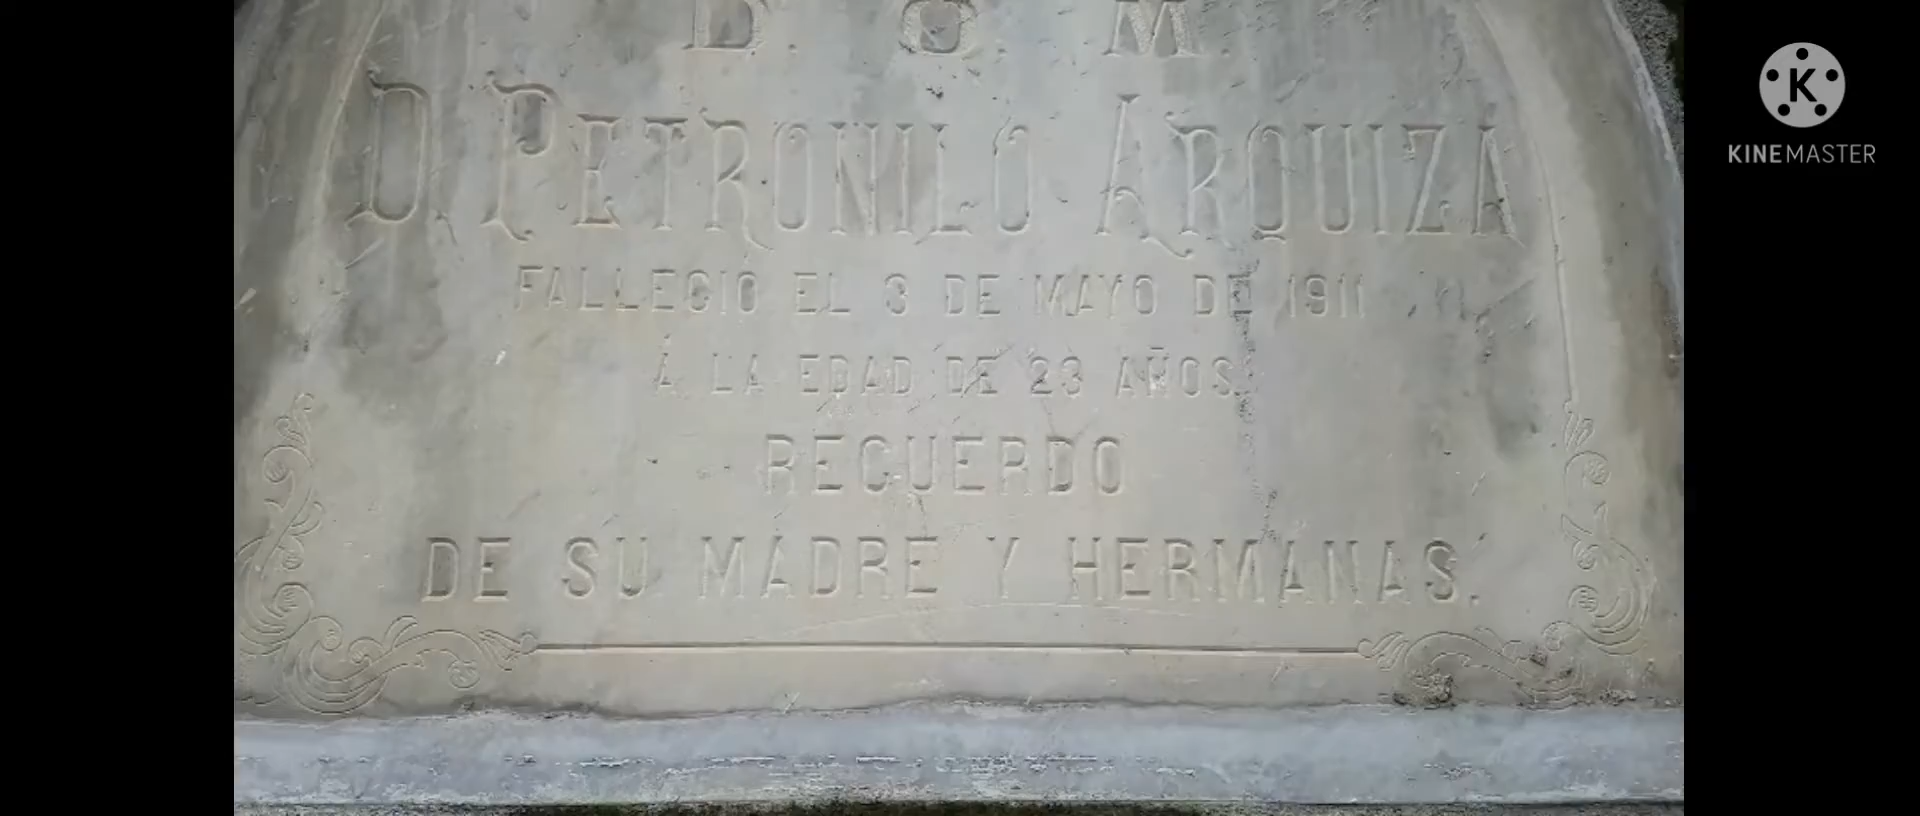 D. O. M.
D. PETRONILO ARQUIZA
FALLECIÓ EL 3 DE MAYO DE 1911
Á LA EDAD DE 23 AÑOS.
RECUERDO
DE SU MADRE Y HERMANAS.
KINEMASTER